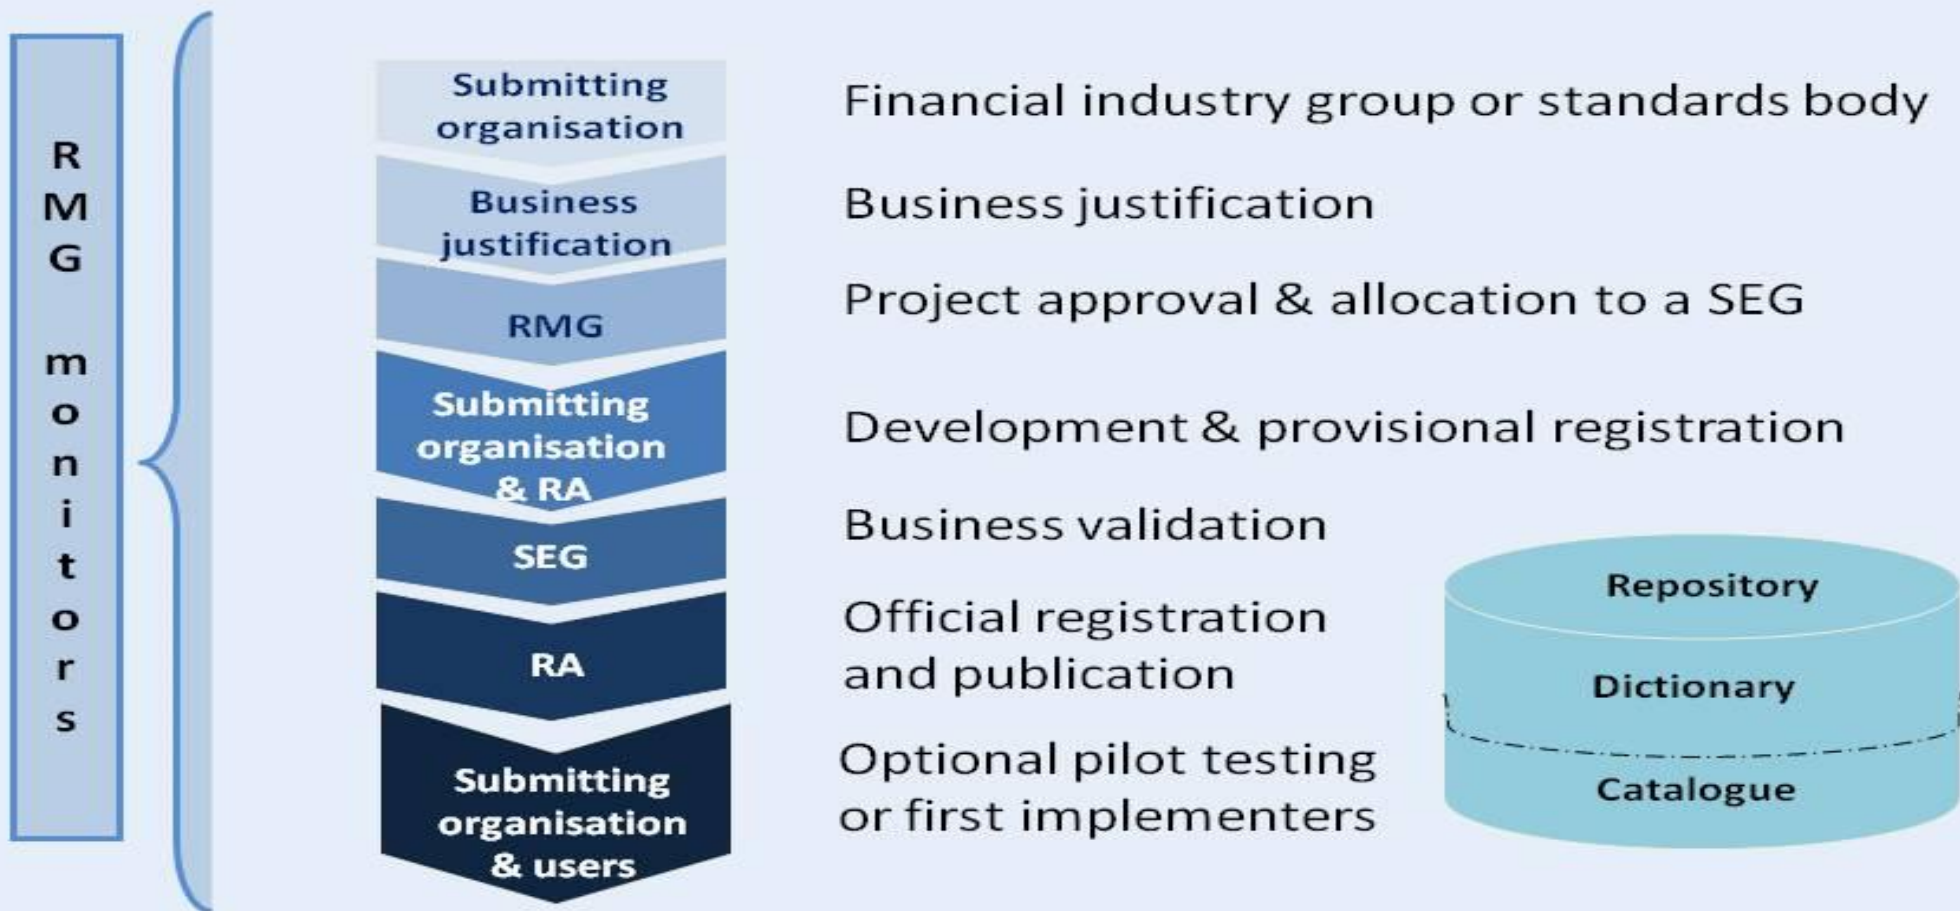 RMG monitors
Submitting
organisation
Financial industry group or standards body
Business
justification
Business justification
RMG
Project approval & allocation to a SEG
Submitting
organisation
& RA
Development & provisional registration
SEG
Business validation
RA
Official registration
and publication
Submitting
organisation
& users
Optional pilot testing
or first implementers
Repository
Dictionary
Catalogue